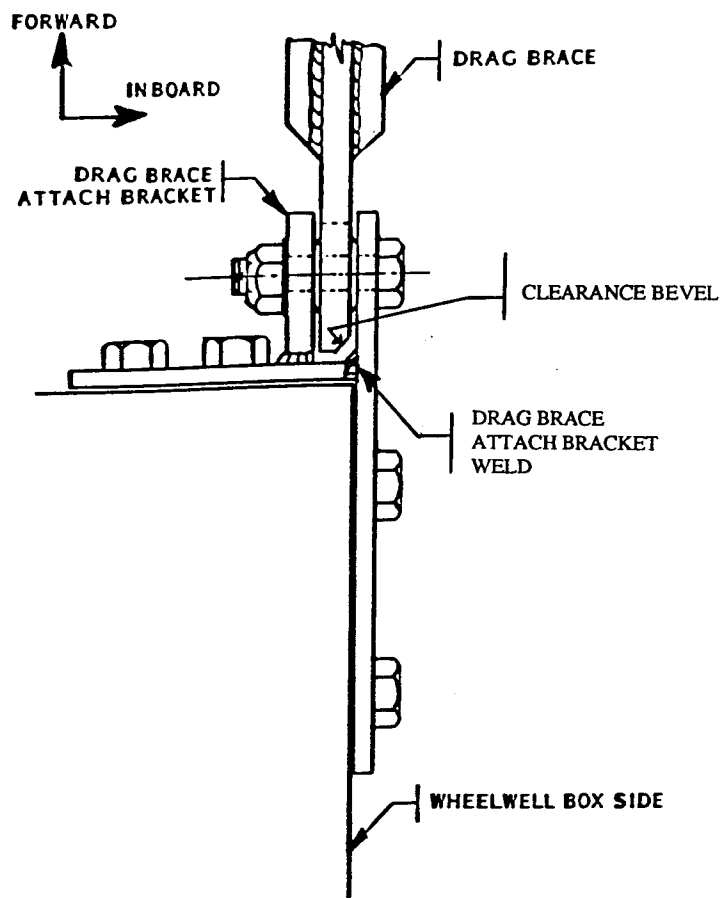 FORWARD
INBOARD
DRAG BRACE
DRAG BRACE
ATTACH BRACKET
CLEARANCE BEVEL
DRAG BRACE
ATTACH BRACKET
WELD
WHEELWELL BOX SIDE